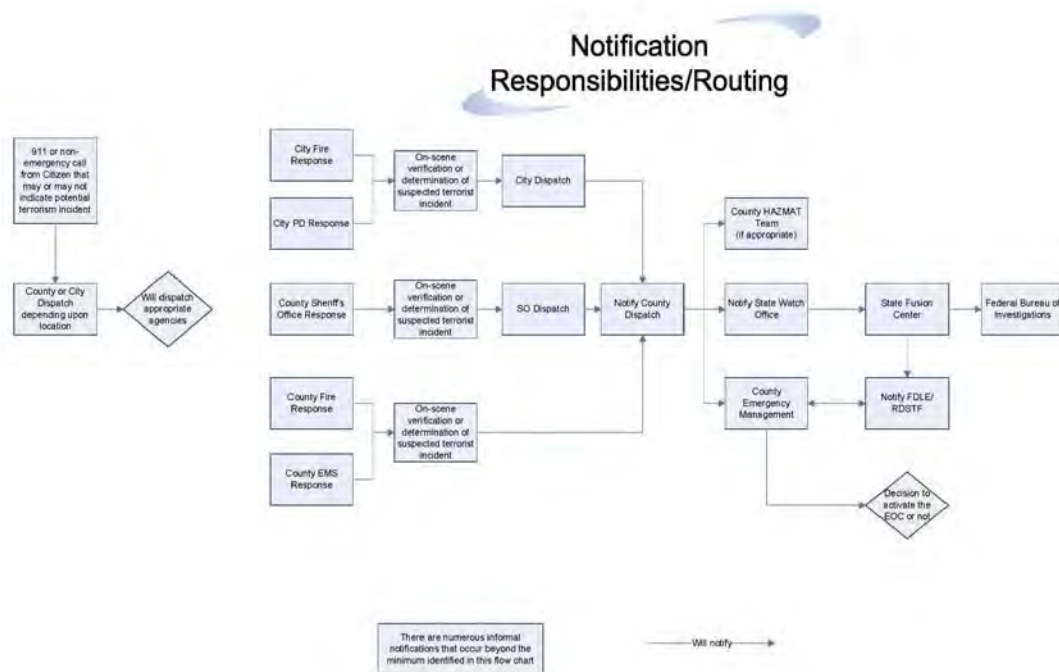 Notification
Responsibilities/Routing
911 or non-
emergency call
from Citizen that
may or may not
indicate potential
terrorism incident
County or City
Dispatch
depending upon
location
Will dispatch
appropriate
agencies
City Fire
Response
City PD Response
On-scene
verification or
determination of
suspected terrorist
incident
City Dispatch
County Sheriff's
Office Response
On-scene
verification or
determination of
suspected terrorist
incident
SO Dispatch
Notify County
Dispatch
County Fire
Response
County EMS
Response
On-scene
verification or
determination of
suspected terrorist
incident
County HAZMAT
Team
(if appropriate)
Notify State Watch
Office
State Fusion
Center
Federal Bureau of
Investigations
County
Emergency
Management
Notify FDLE/
RDSTF
Decision to
activate the
EOC or not
There are numerous informal
notifications that occur beyond the
minimum identified in this flow chart
Will notify